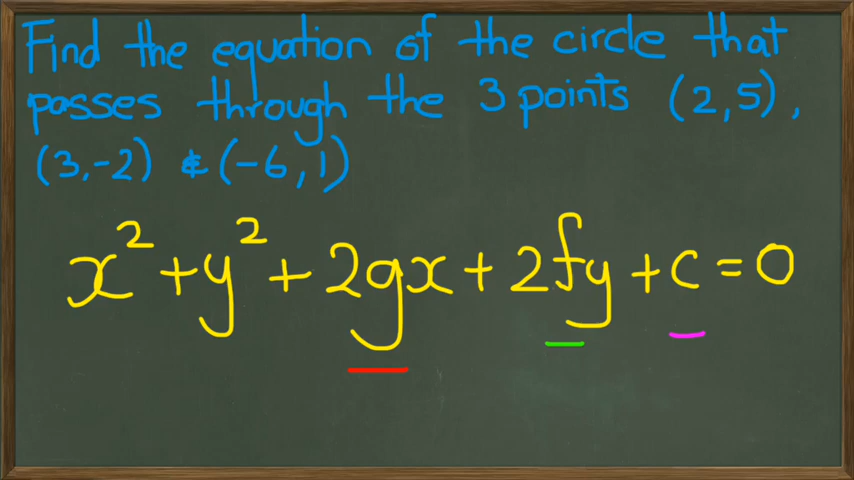 Find the equation of the circle that
passes through the 3 points (2,5),
(3,-2) & (-6,1)
x² + y² + 2gx + 2fy + c = 0